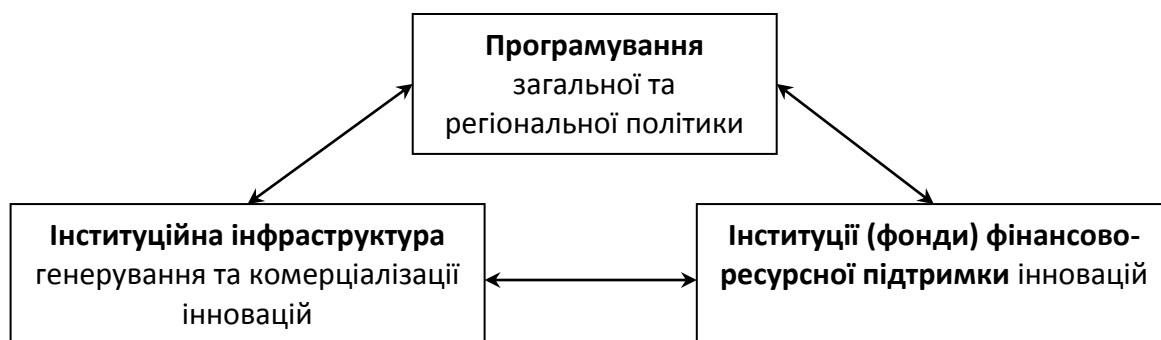 Програмування
загальної та
регіональної політики
Інституційна інфраструктура
генерування та комерціалізації
інновацій
Інституції (фонди) фінансово-
ресурсної підтримки інновацій